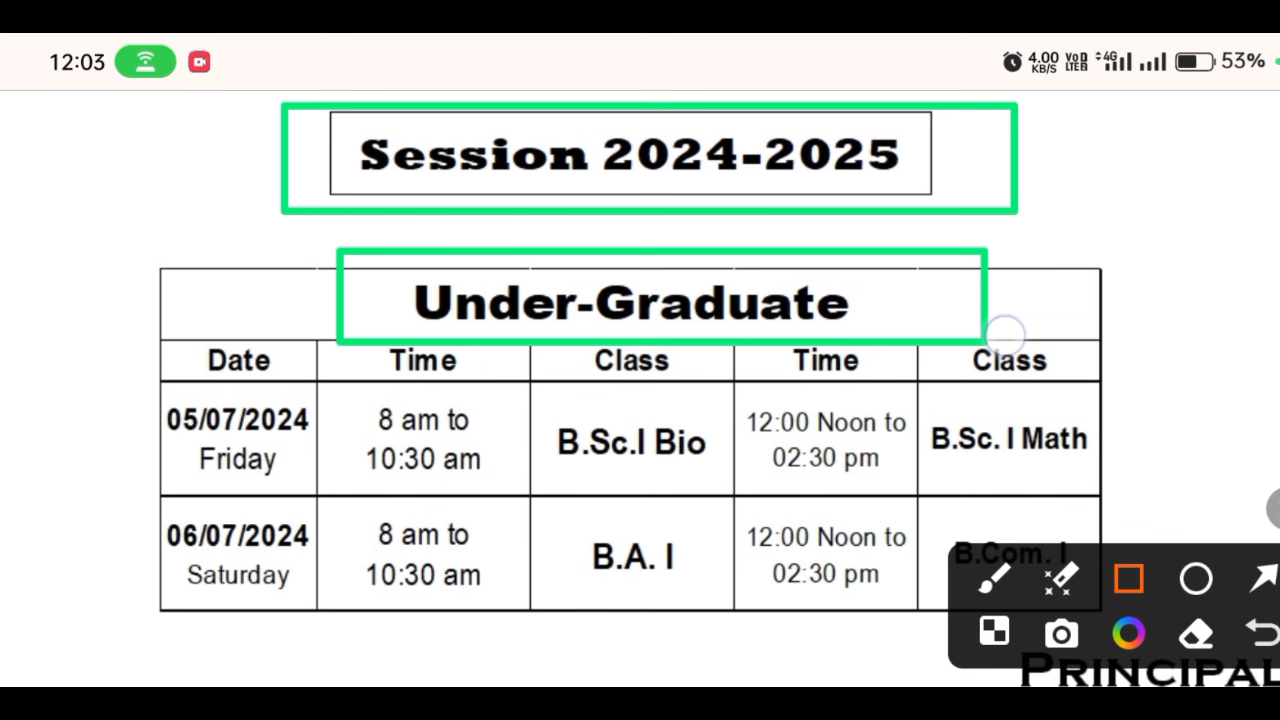 12:03
4.00 KB/S VoD LTE 4G 53%
Session 2024-2025
Under-Graduate
Date Time Class Time Class
05/07/2024 Friday 8 am to 10:30 am B.Sc.I Bio 12:00 Noon to 02:30 pm B.Sc. I Math
06/07/2024 Saturday 8 am to 10:30 am B.A. I 12:00 Noon to 02:30 pm B.Com. I
PRINCIPAL